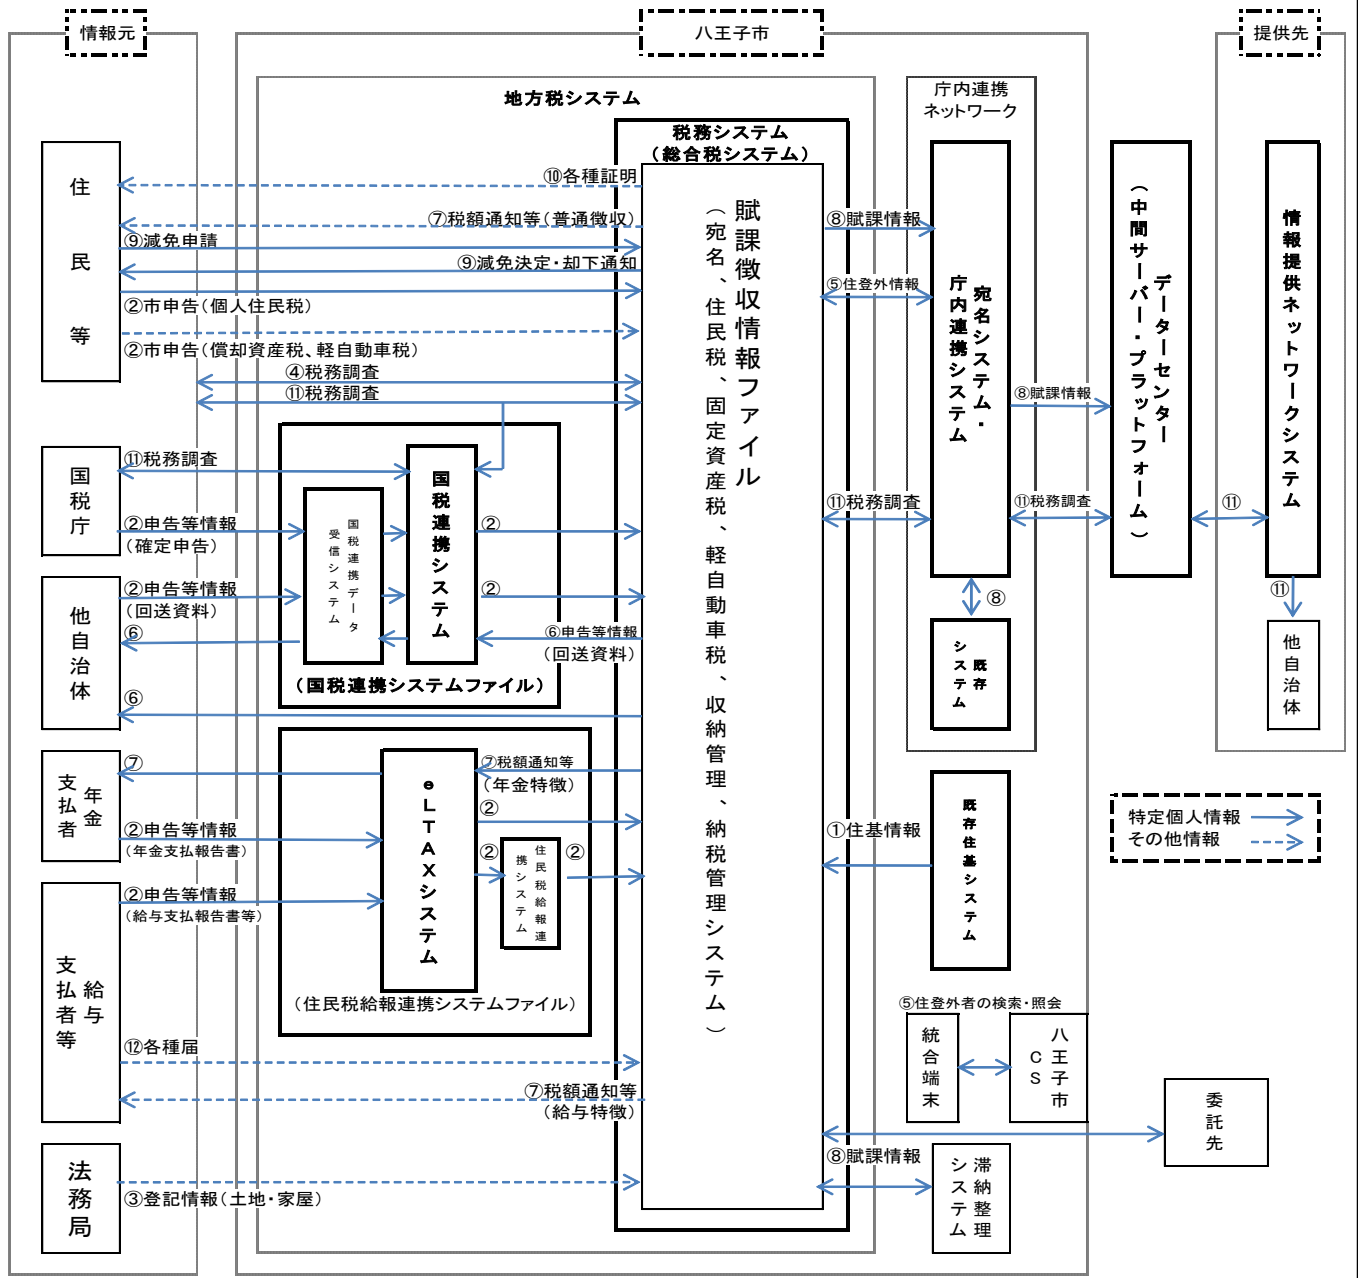 情報元
八王子市
提供先
地方税システム
庁内連携
ネットワーク
税務システム
(総合税システム)
住民等
⑩各種証明
⑦税額通知等(普通徴収)
⑨減免申請
⑨減免決定・却下通知
②市申告(個人住民税)
②市申告(償却資産税、軽自動車税)
④税務調査
⑪税務調査
賦課徴収情報ファイル
(宛名、住民税、固定資産税、軽自動車税、収納管理、納税管理システム)
⑧賦課情報
⑤住登外情報
宛名システム・
庁内連携システム
⑧賦課情報
データーセンター
(中間サーバー・プラットフォーム)
情報提供ネットワークシステム
国税庁
⑪税務調査
②申告等情報
(確定申告)
国税連携データ
受信システム
国税連携システム
②
②
⑪税務調査
⑪税務調査
⑪
⑪
他自治体
他自治体
②申告等情報
(回送資料)
⑥
⑥申告等情報
(回送資料)
(国税連携システムファイル)
⑥
⑧
既存
システム
年金
支払者
⑦
②申告等情報
(年金支払報告書)
eLTAXシステム
⑦税額通知等
(年金特徴)
②
②
②
住民税給報連
携システム
(住民税給報連携システムファイル)
①住基情報
既存住基システム
特定個人情報
その他情報
給与
支払者等
②申告等情報
(給与支払報告書等)
⑫各種届
⑦税額通知等
(給与特徴)
⑤住登外者の検索・照会
統合端末
八王子市
CS
委託先
法務局
③登記情報(土地・家屋)
⑧賦課情報
滞納整理
システム